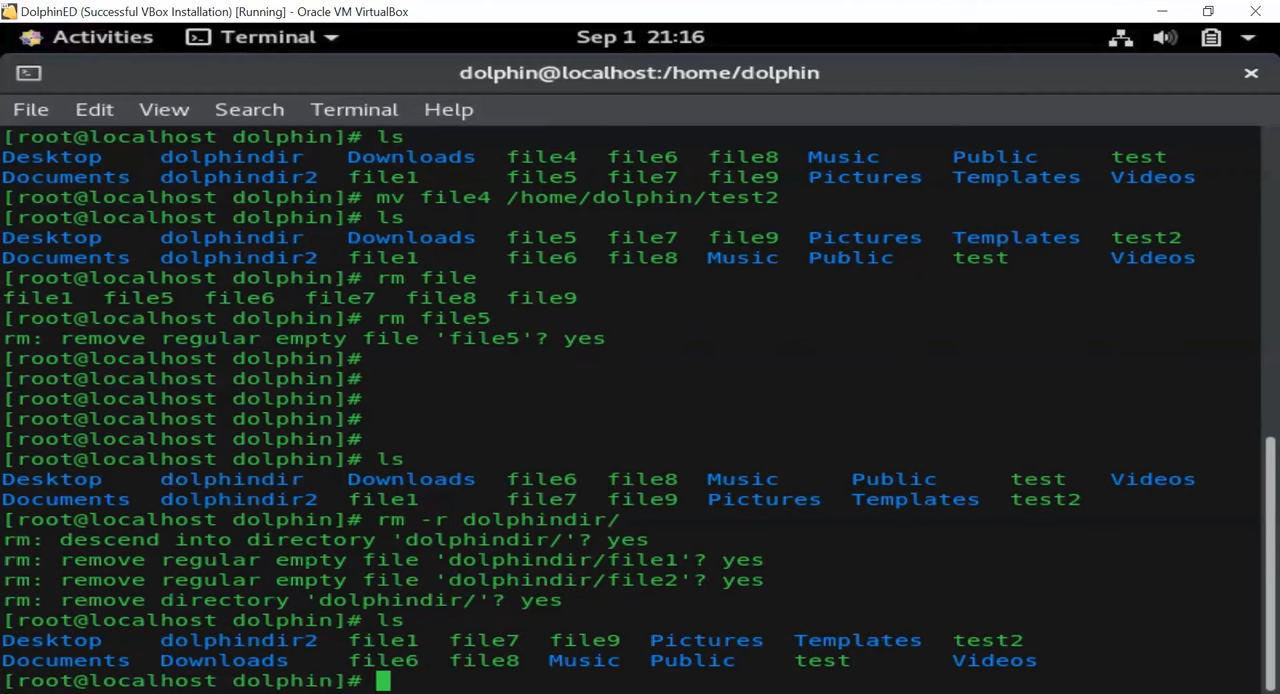 DolphinED (Successful VBox Installation) [Running] - Oracle VM VirtualBox
Activities Terminal Sep 1 21:16
dolphin@localhost:/home/dolphin
File Edit View Search Terminal Help
[root@localhost dolphin]# ls
Desktop dolphindir Downloads file4 file6 file8 Music Public test
Documents dolphindir2 file1 file5 file7 file9 Pictures Templates Videos
[root@localhost dolphin]# mv file4 /home/dolphin/test2
[root@localhost dolphin]# ls
Desktop dolphindir Downloads file5 file7 file9 Pictures Templates test2
Documents dolphindir2 file1 file6 file8 Music Public test Videos
[root@localhost dolphin]# rm file
file1 file5 file6 file7 file8 file9
[root@localhost dolphin]# rm file5
rm: remove regular empty file 'file5'? yes
[root@localhost dolphin]#
[root@localhost dolphin]#
[root@localhost dolphin]#
[root@localhost dolphin]#
[root@localhost dolphin]#
[root@localhost dolphin]# ls
Desktop dolphindir Downloads file6 file8 Music Public test Videos
Documents dolphindir2 file1 file7 file9 Pictures Templates test2
[root@localhost dolphin]# rm -r dolphindir/
rm: descend into directory 'dolphindir/'? yes
rm: remove regular empty file 'dolphindir/file1'? yes
rm: remove regular empty file 'dolphindir/file2'? yes
rm: remove directory 'dolphindir/'? yes
[root@localhost dolphin]# ls
Desktop dolphindir2 file1 file7 file9 Pictures Templates test2
Documents Downloads file6 file8 Music Public test Videos
[root@localhost dolphin]#